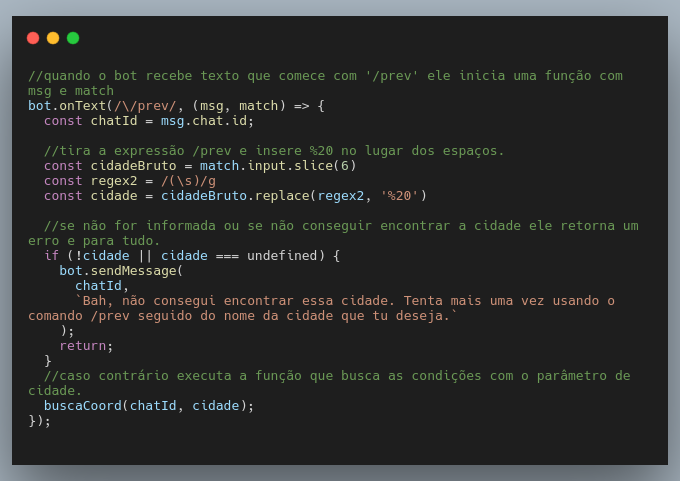 //quando o bot recebe texto que comece com '/prev' ele inicia uma função com
msg e match
bot.onText(/\/prev/, (msg, match) => {
  const chatId = msg.chat.id;

  //tira a expressão /prev e insere %20 no lugar dos espaços.
  const cidadeBruto = match.input.slice(6)
  const regex2 = /(\s)/g
  const cidade = cidadeBruto.replace(regex2, '%20')

  //se não for informada ou se não conseguir encontrar a cidade ele retorna um
erro e para tudo.
  if (!cidade || cidade === undefined) {
    bot.sendMessage(
      chatId,
      `Bah, não consegui encontrar essa cidade. Tenta mais uma vez usando o
comando /prev seguido do nome da cidade que tu deseja.`
    );
    return;
  }
  //caso contrário executa a função que busca as condições com o parâmetro de
cidade.
  buscaCoord(chatId, cidade);
});